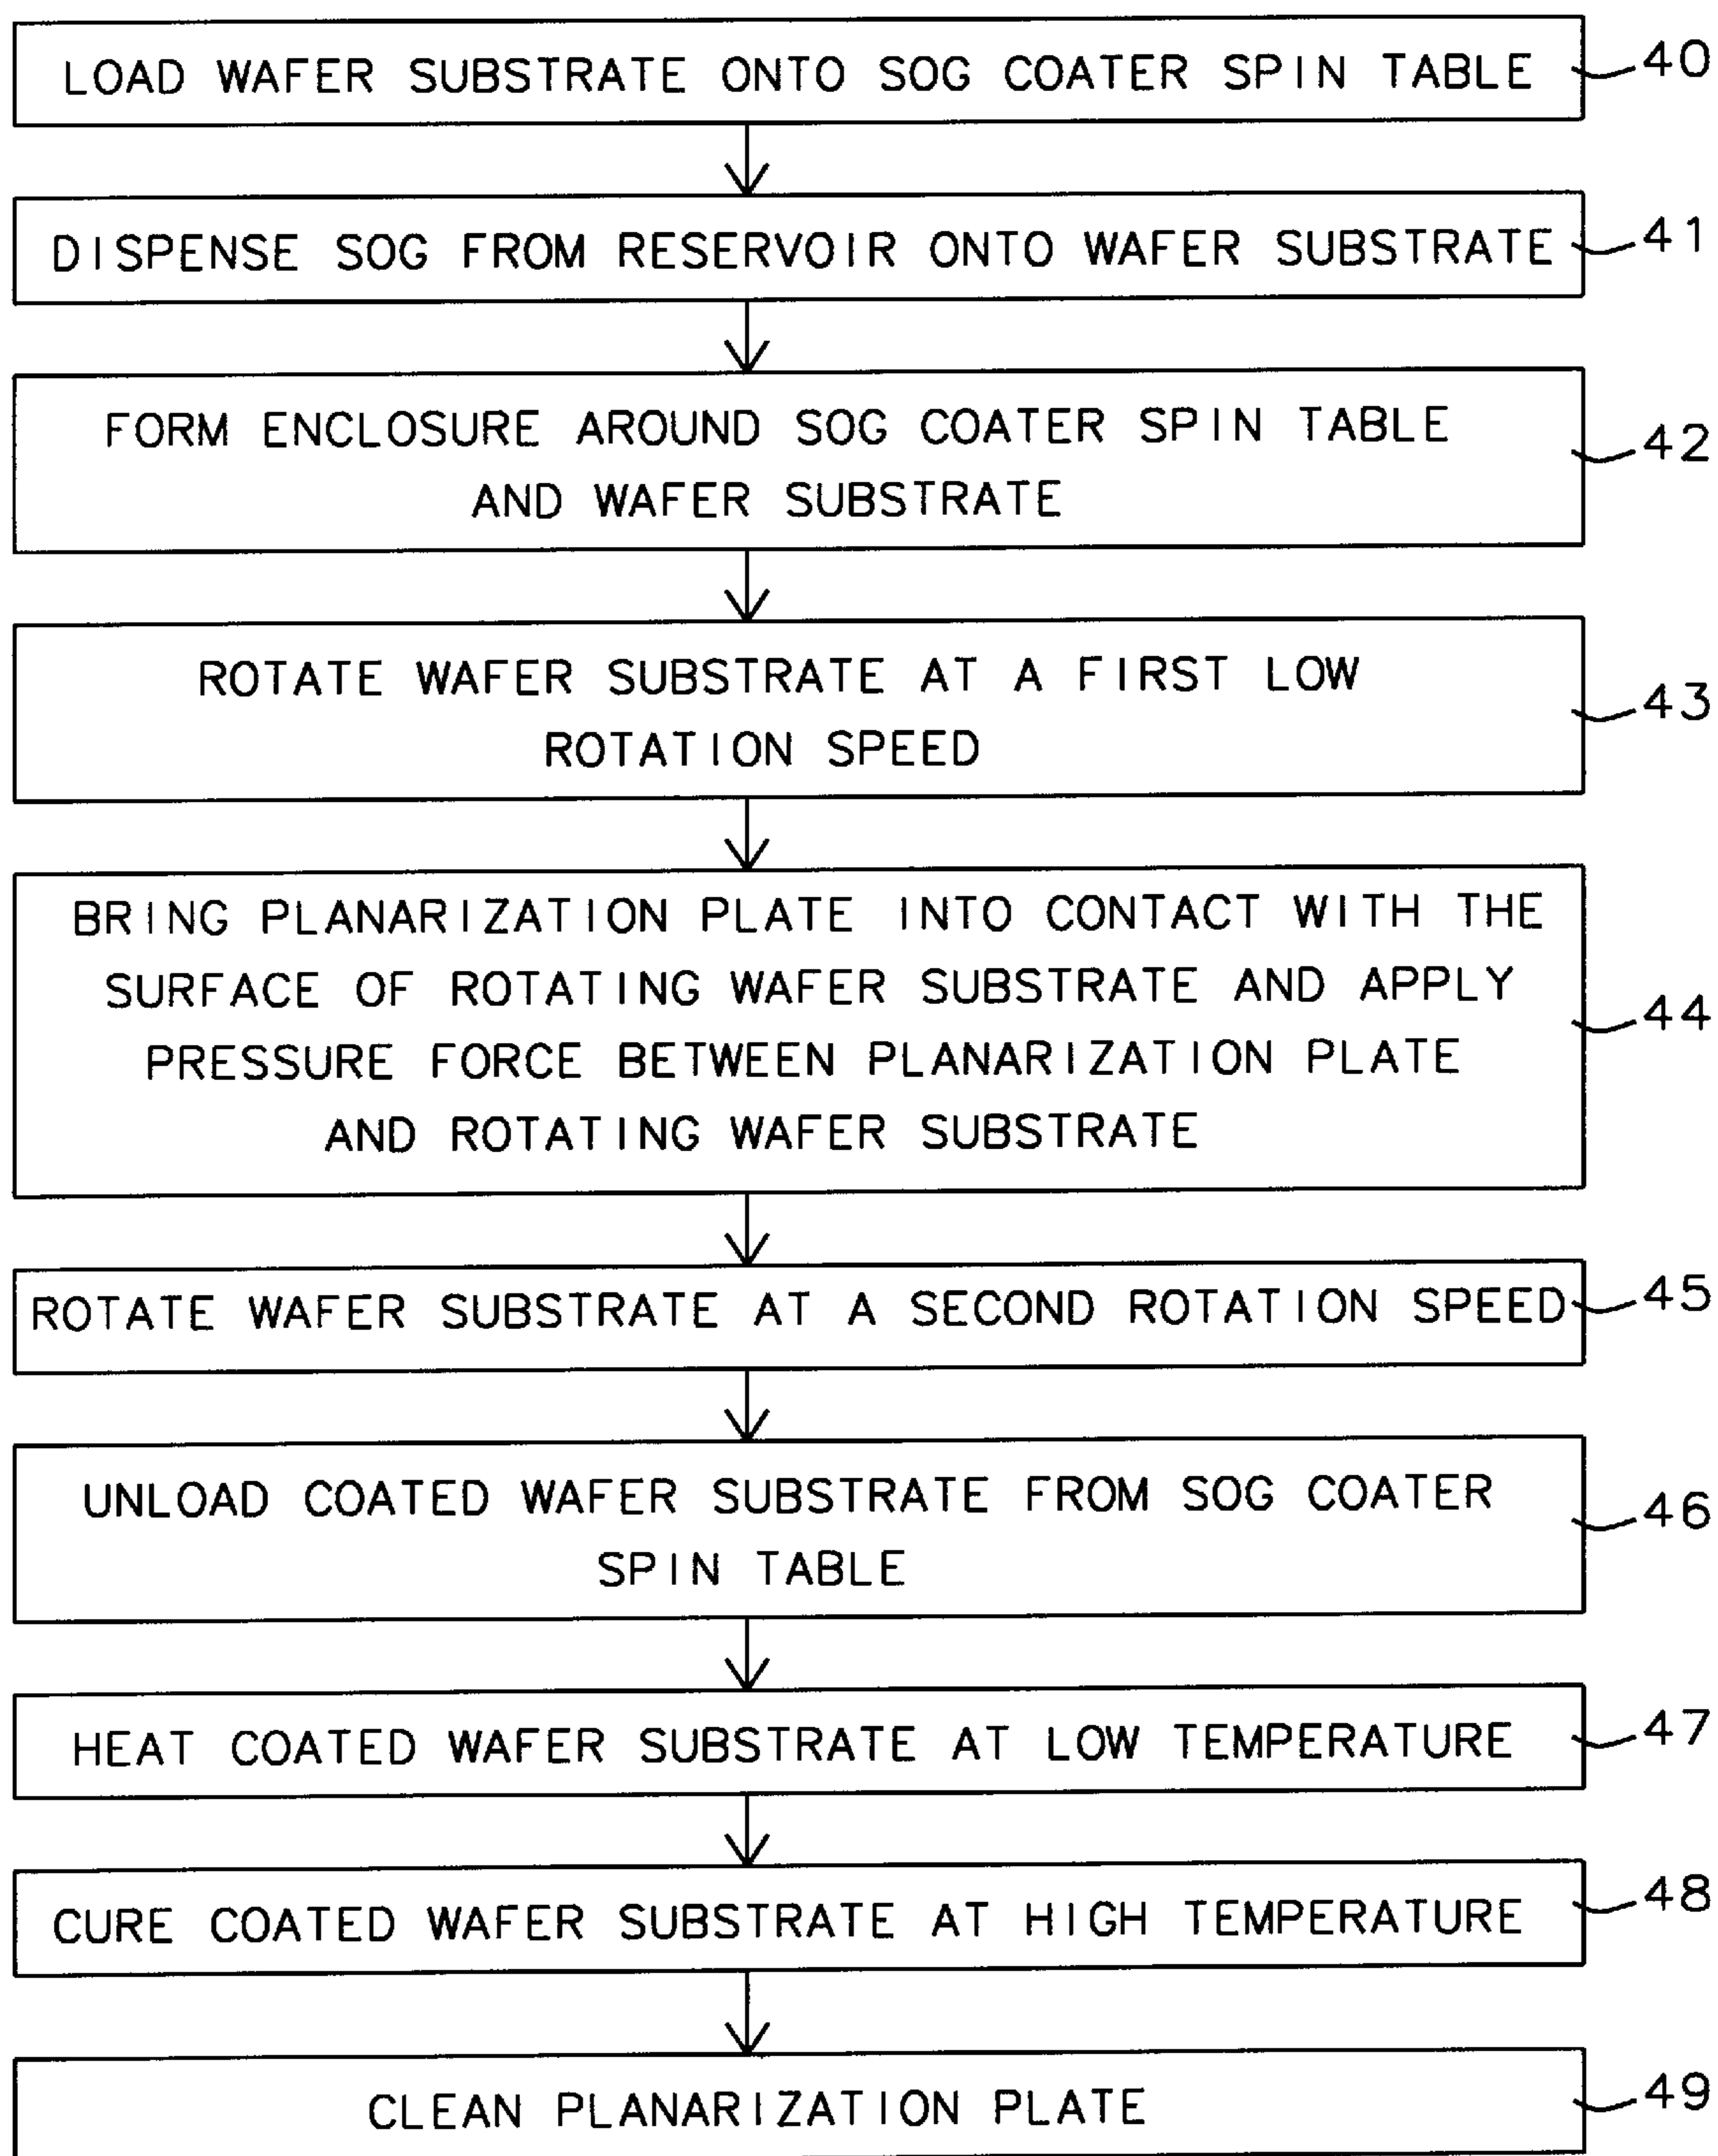 LOAD WAFER SUBSTRATE ONTO SOG COATER SPIN TABLE 40
DISPENSE SOG FROM RESERVOIR ONTO WAFER SUBSTRATE 41
FORM ENCLOSURE AROUND SOG COATER SPIN TABLE
AND WAFER SUBSTRATE
42
ROTATE WAFER SUBSTRATE AT A FIRST LOW
ROTATION SPEED
43
BRING PLANARIZATION PLATE INTO CONTACT WITH THE
SURFACE OF ROTATING WAFER SUBSTRATE AND APPLY
PRESSURE FORCE BETWEEN PLANARIZATION PLATE
AND ROTATING WAFER SUBSTRATE
44
ROTATE WAFER SUBSTRATE AT A SECOND ROTATION SPEED 45
UNLOAD COATED WAFER SUBSTRATE FROM SOG COATER
SPIN TABLE
46
HEAT COATED WAFER SUBSTRATE AT LOW TEMPERATURE 47
CURE COATED WAFER SUBSTRATE AT HIGH TEMPERATURE 48
CLEAN PLANARIZATION PLATE 49